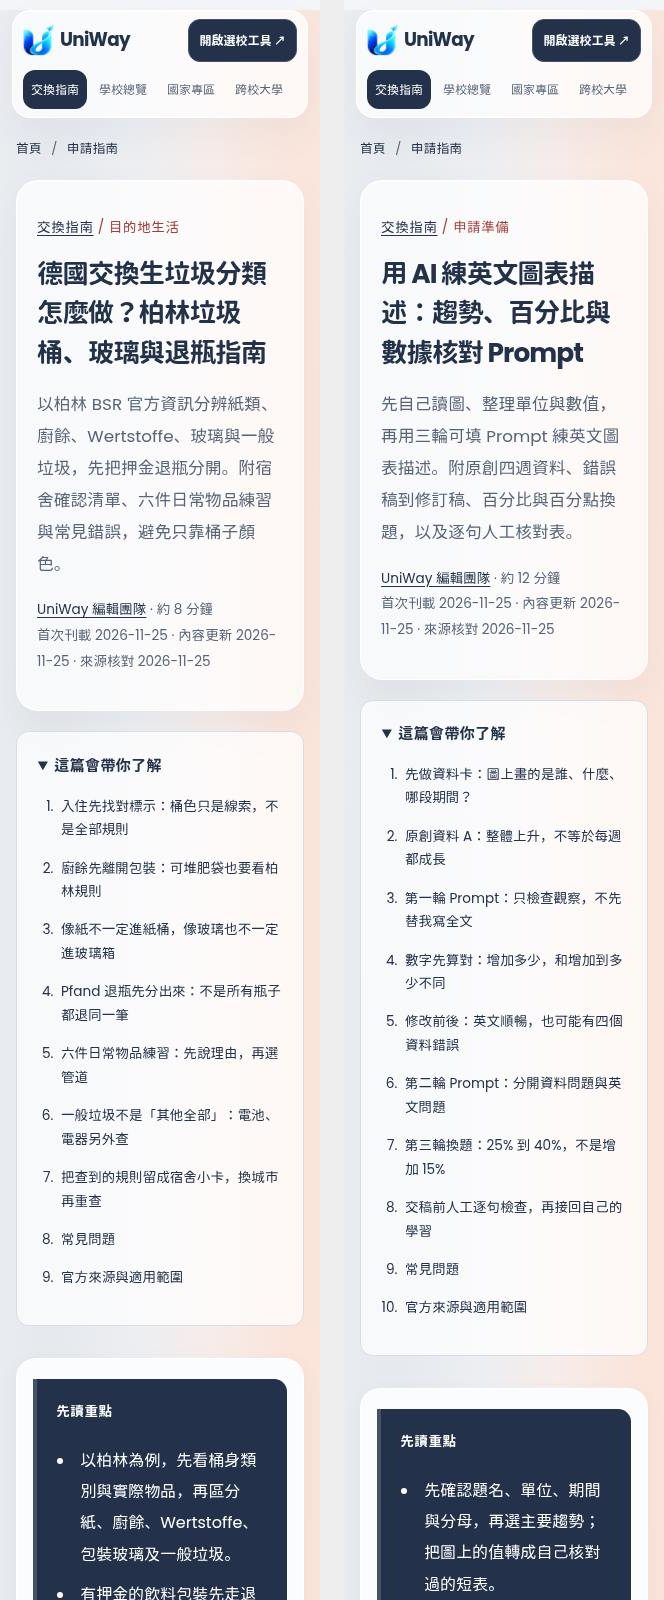 UniWay
開啟選校工具 ↗
交換指南 學校總覽 國家專區 跨校大學
首頁 / 申請指南
交換指南 / 目的地生活
德國交換生垃圾分類
怎麼做？柏林垃圾
桶、玻璃與退瓶指南
以柏林 BSR 官方資訊分辨紙類、
廚餘、Wertstoffe、玻璃與一般
垃圾，先把押金退瓶分開。附宿
舍確認清單、六件日常物品練習
與常見錯誤，避免只靠桶子顏
色。
UniWay 編輯團隊 · 約 8 分鐘
首次刊載 2026-11-25 · 內容更新 2026-
11-25 · 來源核對 2026-11-25
▼ 這篇會帶你了解
1. 入住先找對標示：桶色只是線索，不
是全部規則
2. 廚餘先離開包裝：可堆肥袋也要看柏
林規則
3. 像紙不一定進紙桶，像玻璃也不一定
進玻璃箱
4. Pfand 退瓶先分出來：不是所有瓶子
都退同一筆
5. 六件日常物品練習：先說理由，再選
管道
6. 一般垃圾不是「其他全部」：電池、
電器另外查
7. 把查到的規則留成宿舍小卡，換城市
再重查
8. 常見問題
9. 官方來源與適用範圍
先讀重點
• 以柏林為例，先看桶身類
別與實際物品，再區分
紙、廚餘、Wertstoffe、
包裝玻璃及一般垃圾。
• 有押金的飲料包裝先走退
UniWay
開啟選校工具 ↗
交換指南 學校總覽 國家專區 跨校大學
首頁 / 申請指南
交換指南 / 申請準備
用 AI 練英文圖表描
述：趨勢、百分比與
數據核對 Prompt
先自己讀圖、整理單位與數值，
再用三輪可填 Prompt 練英文圖
表描述。附原創四週資料、錯誤
稿到修訂稿、百分比與百分點換
題，以及逐句人工核對表。
UniWay 編輯團隊 · 約 12 分鐘
首次刊載 2026-11-25 · 內容更新 2026-
11-25 · 來源核對 2026-11-25
▼ 這篇會帶你了解
1. 先做資料卡：圖上畫的是誰、什麼、
哪段期間？
2. 原創資料 A：整體上升，不等於每週
都成長
3. 第一輪 Prompt：只檢查觀察，不先
替我寫全文
4. 數字先算對：增加多少，和增加到多
少不同
5. 修改前後：英文順暢，也可能有四個
資料錯誤
6. 第二輪 Prompt：分開資料問題與英
文問題
7. 第三輪換題：25% 到 40%，不是增
加 15%
8. 交稿前人工逐句檢查，再接回自己的
學習
9. 常見問題
10. 官方來源與適用範圍
先讀重點
• 先確認題名、單位、期間
與分母，再選主要趨勢；
把圖上的值轉成自己核對
過的短表。